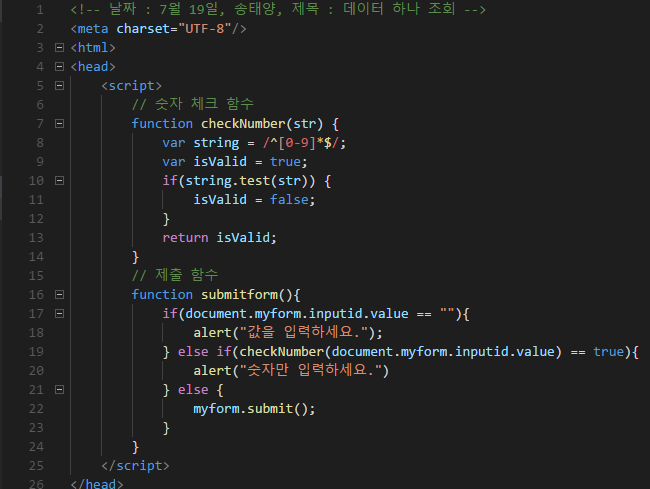 1 <!-- 날짜 : 7월 19일, 송태양, 제목 : 데이터 하나 조회 -->
2 <meta charset="UTF-8"/>
3 <html>
4 <head>
5 <script>
6 // 숫자 체크 함수
7 function checkNumber(str) {
8 var string = /^[0-9]*$/;
9 var isValid = true;
10 if(string.test(str)) {
11 isValid = false;
12 }
13 return isValid;
14 }
15 // 제출 함수
16 function submitform(){
17 if(document.myform.inputid.value == ""){
18 alert("값을 입력하세요.");
19 } else if(checkNumber(document.myform.inputid.value) == true){
20 alert("숫자만 입력하세요.")
21 } else {
22 myform.submit();
23 }
24 }
25 </script>
26 </head>